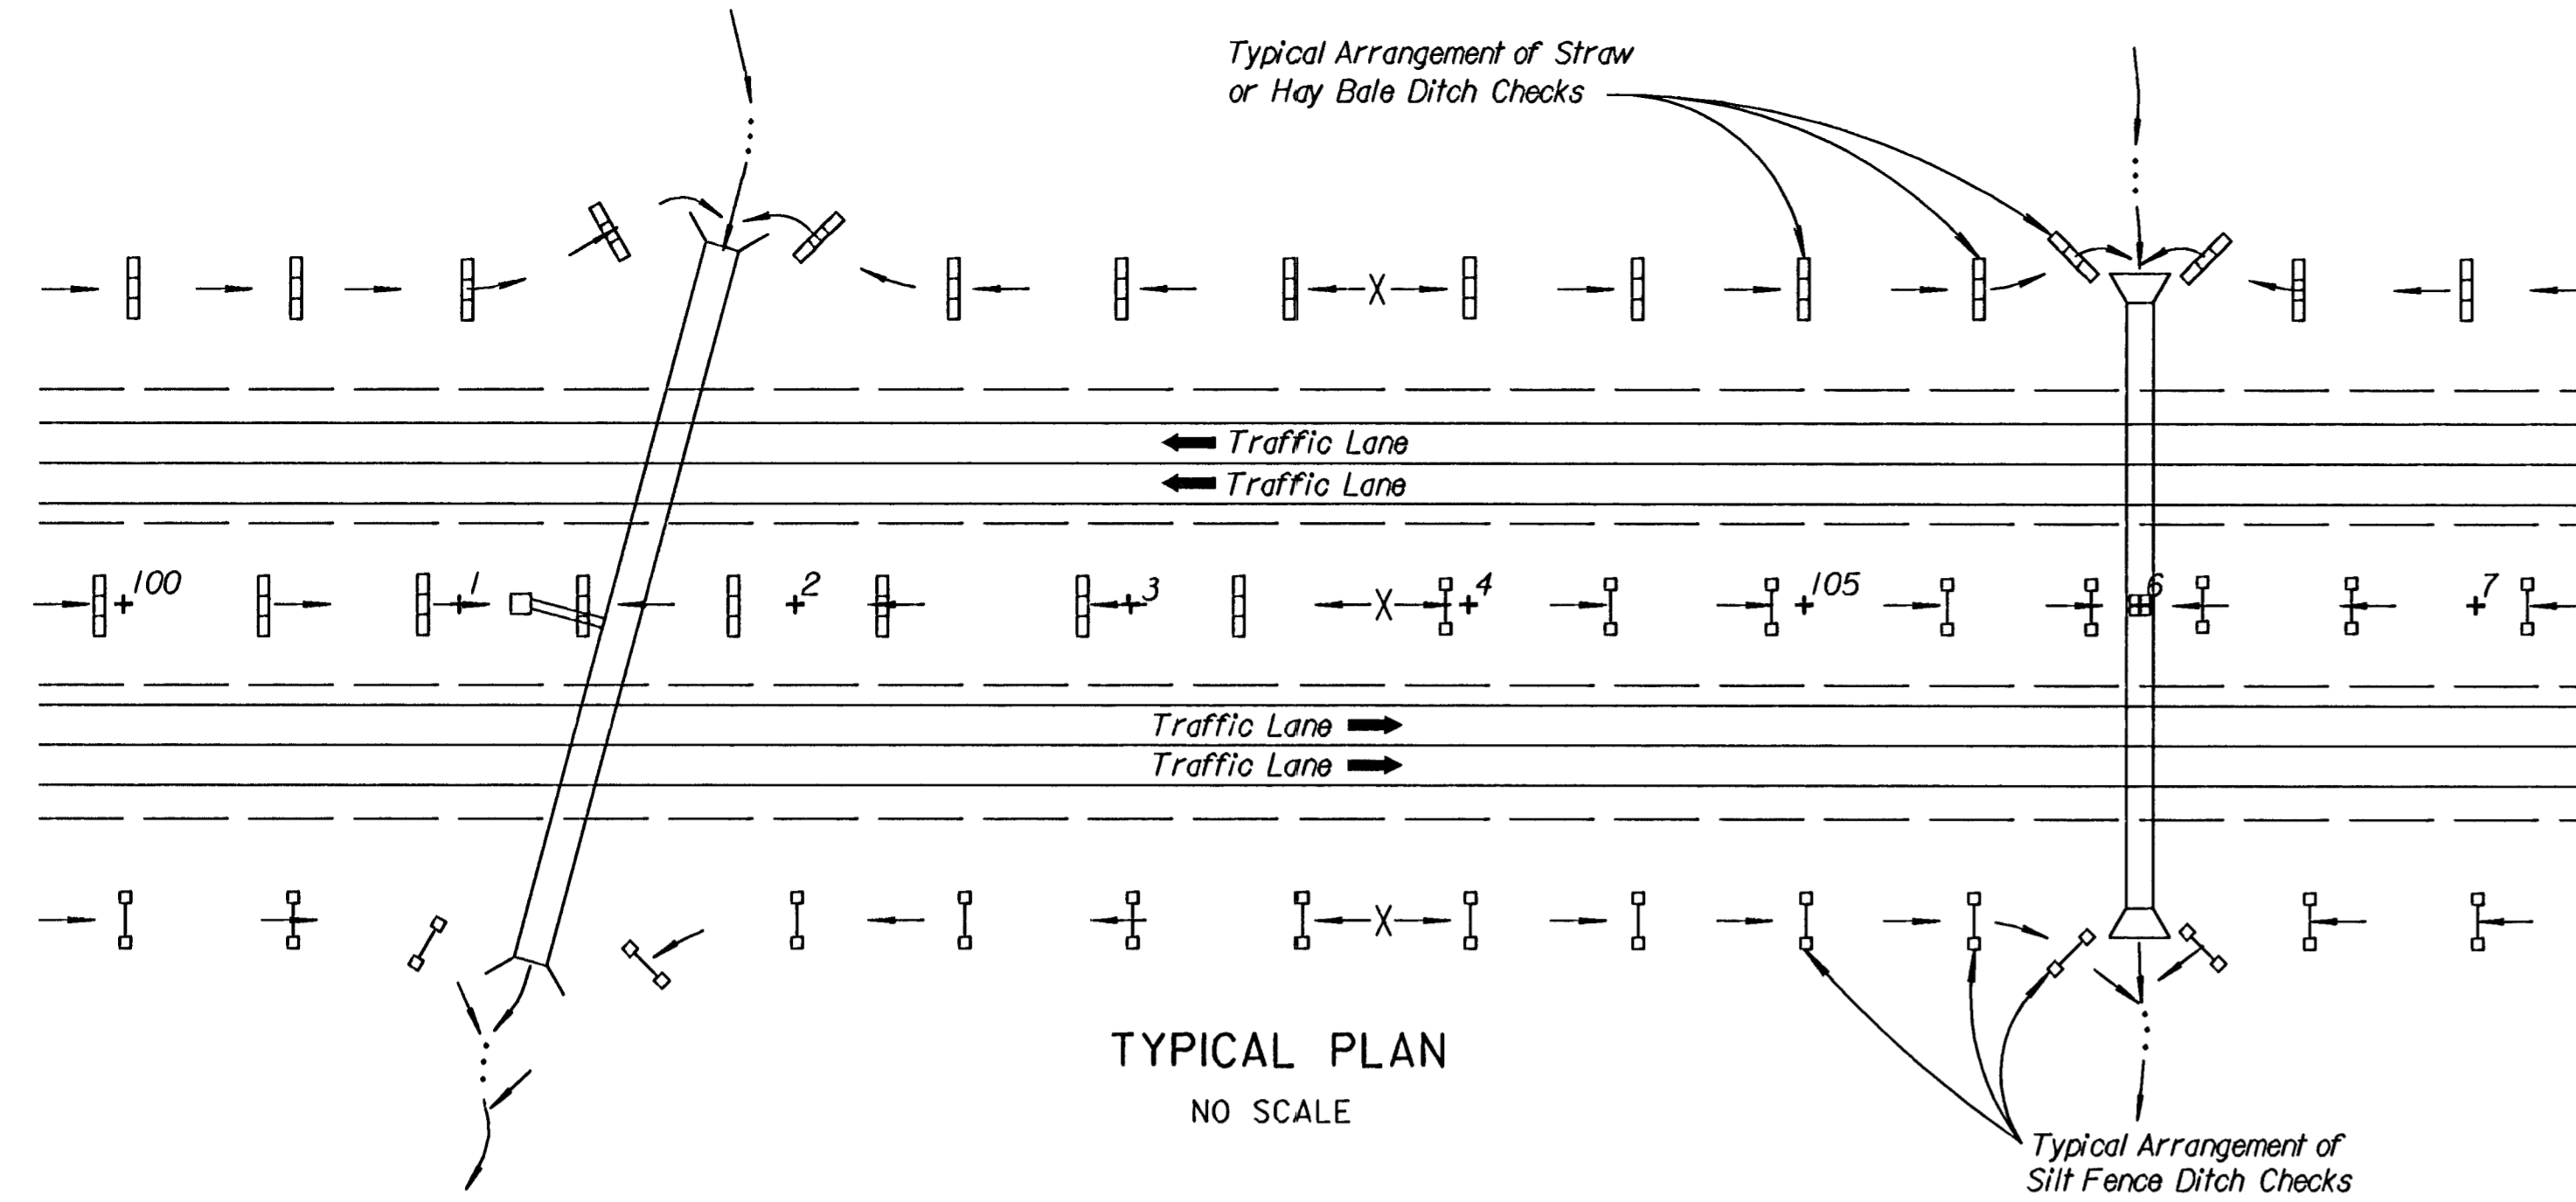 Typical Arrangement of Straw
or Hay Bale Ditch Checks
X
Traffic Lane
Traffic Lane
100
1
2
3
X
4
105
6
7
Traffic Lane
Traffic Lane
X
TYPICAL PLAN
NO SCALE
Typical Arrangement of
Silt Fence Ditch Checks